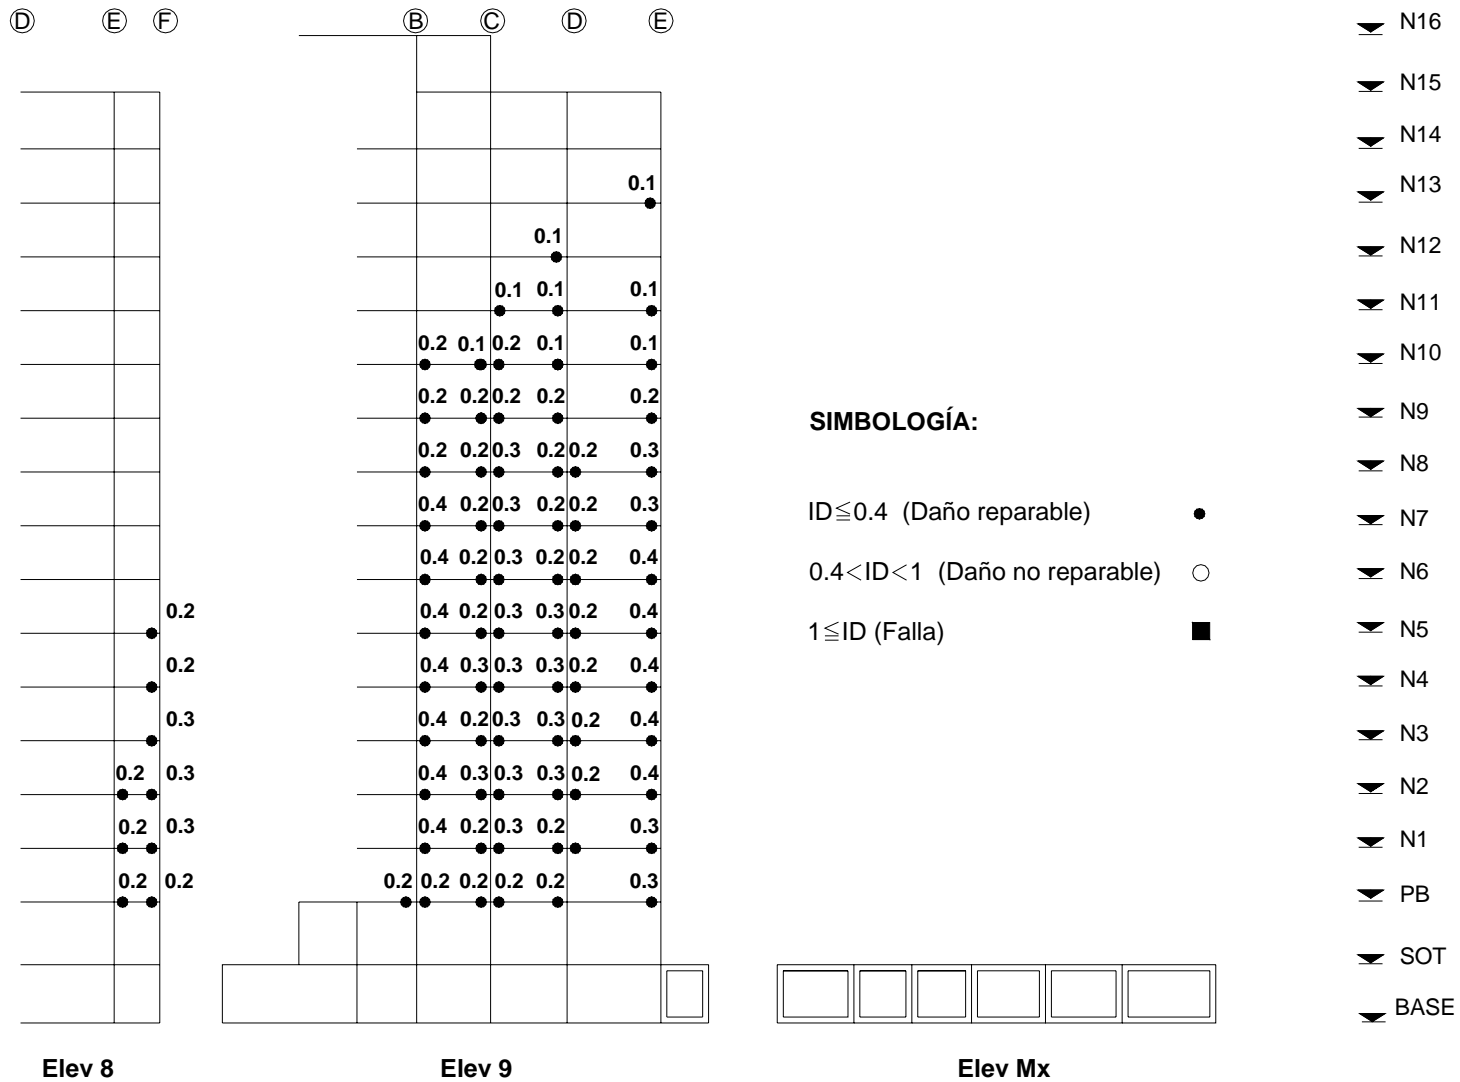 D E F B C D E N16
N15
N14
0.1 N13
0.1 N12
0.1 0.1 0.1 N11
0.2 0.1 0.2 0.1 0.1 N10
0.2 0.2 0.2 0.2 0.2 N9
SIMBOLOGÍA:
0.2 0.2 0.3 0.2 0.2 0.3 N8
0.4 0.2 0.3 0.2 0.2 0.3 N7
ID≦0.4 (Daño reparable)
0.4 0.2 0.3 0.2 0.2 0.4 N6
0.4<ID<1 (Daño no reparable)
0.2 0.4 0.2 0.3 0.3 0.2 0.4 N5
1≦ID (Falla)
0.2 0.4 0.3 0.3 0.3 0.2 0.4 N4
0.3 0.4 0.2 0.3 0.3 0.2 0.4 N3
0.2 0.3 0.4 0.3 0.3 0.3 0.2 0.4 N2
0.2 0.3 0.4 0.2 0.3 0.2 0.3 N1
0.2 0.2 0.2 0.2 0.2 0.2 0.2 0.3 PB
SOT
BASE
Elev 8 Elev 9 Elev Mx